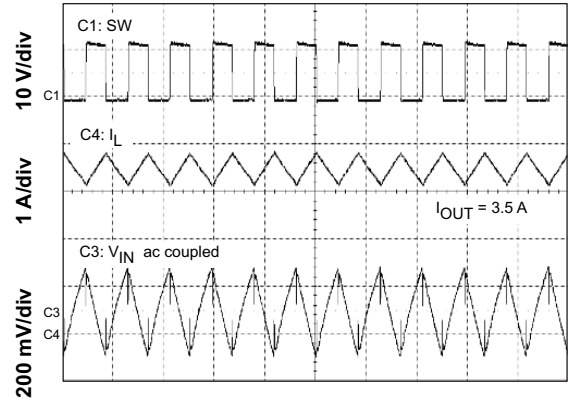 C1: SW
10 V/div
C1
C4: IL
1 A/div
IOUT = 3.5 A
C3: VIN ac coupled
200 mV/div
C3
C4